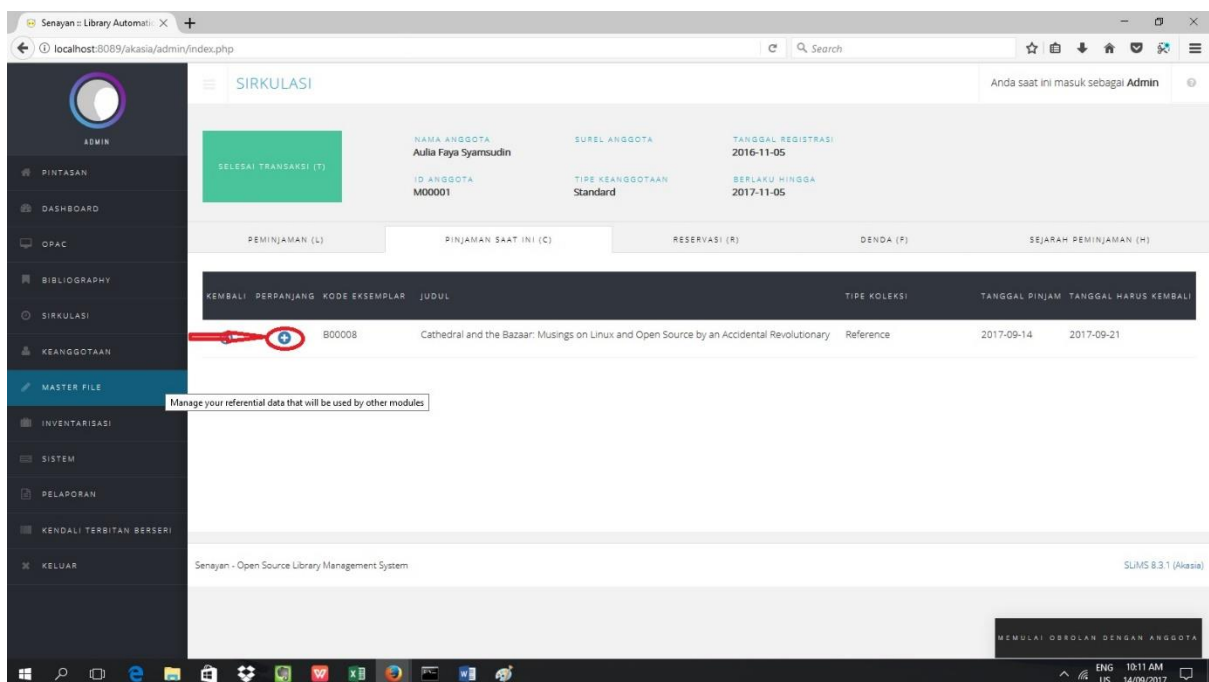 Senayan :: Library Automatic
localhost:8089/akasia/admin/index.php
Search
ADMIN
PINTASAN
DASHBOARD
OPAC
BIBLIOGRAPHY
SIRKULASI
KEANGGOTAAN
MASTER FILE
INVENTARISASI
SISTEM
PELAPORAN
KENDALI TERBITAN BERSERI
KELUAR
SIRKULASI
Anda saat ini masuk sebagai Admin
SELESAI TRANSAKSI (T)
NAMA ANGGOTA SUREL ANGGOTA TANGGAL REGISTRASI
Aulia Faya Syamsudin 2016-11-05
ID ANGGOTA TIPE KEANGGOTAAN BERLAKU HINGGA
M00001 Standard 2017-11-05
PEMINJAMAN (L) PINJAMAN SAAT INI (C) RESERVASI (R) DENDA (F) SEJARAH PEMINJAMAN (H)
KEMBALI PERPANJANG KODE EKSEMPLAR JUDUL TIPE KOLEKSI TANGGAL PINJAM TANGGAL HARUS KEMBALI
B00008 Cathedral and the Bazaar: Musings on Linux and Open Source by an Accidental Revolutionary Reference 2017-09-14 2017-09-21
Manage your referential data that will be used by other modules
Senayan - Open Source Library Management System SLiMS 8.3.1 (Akasia)
MEMULAI OBROLAN DENGAN ANGGOTA
ENG 10:11 AM
US 14/09/2017